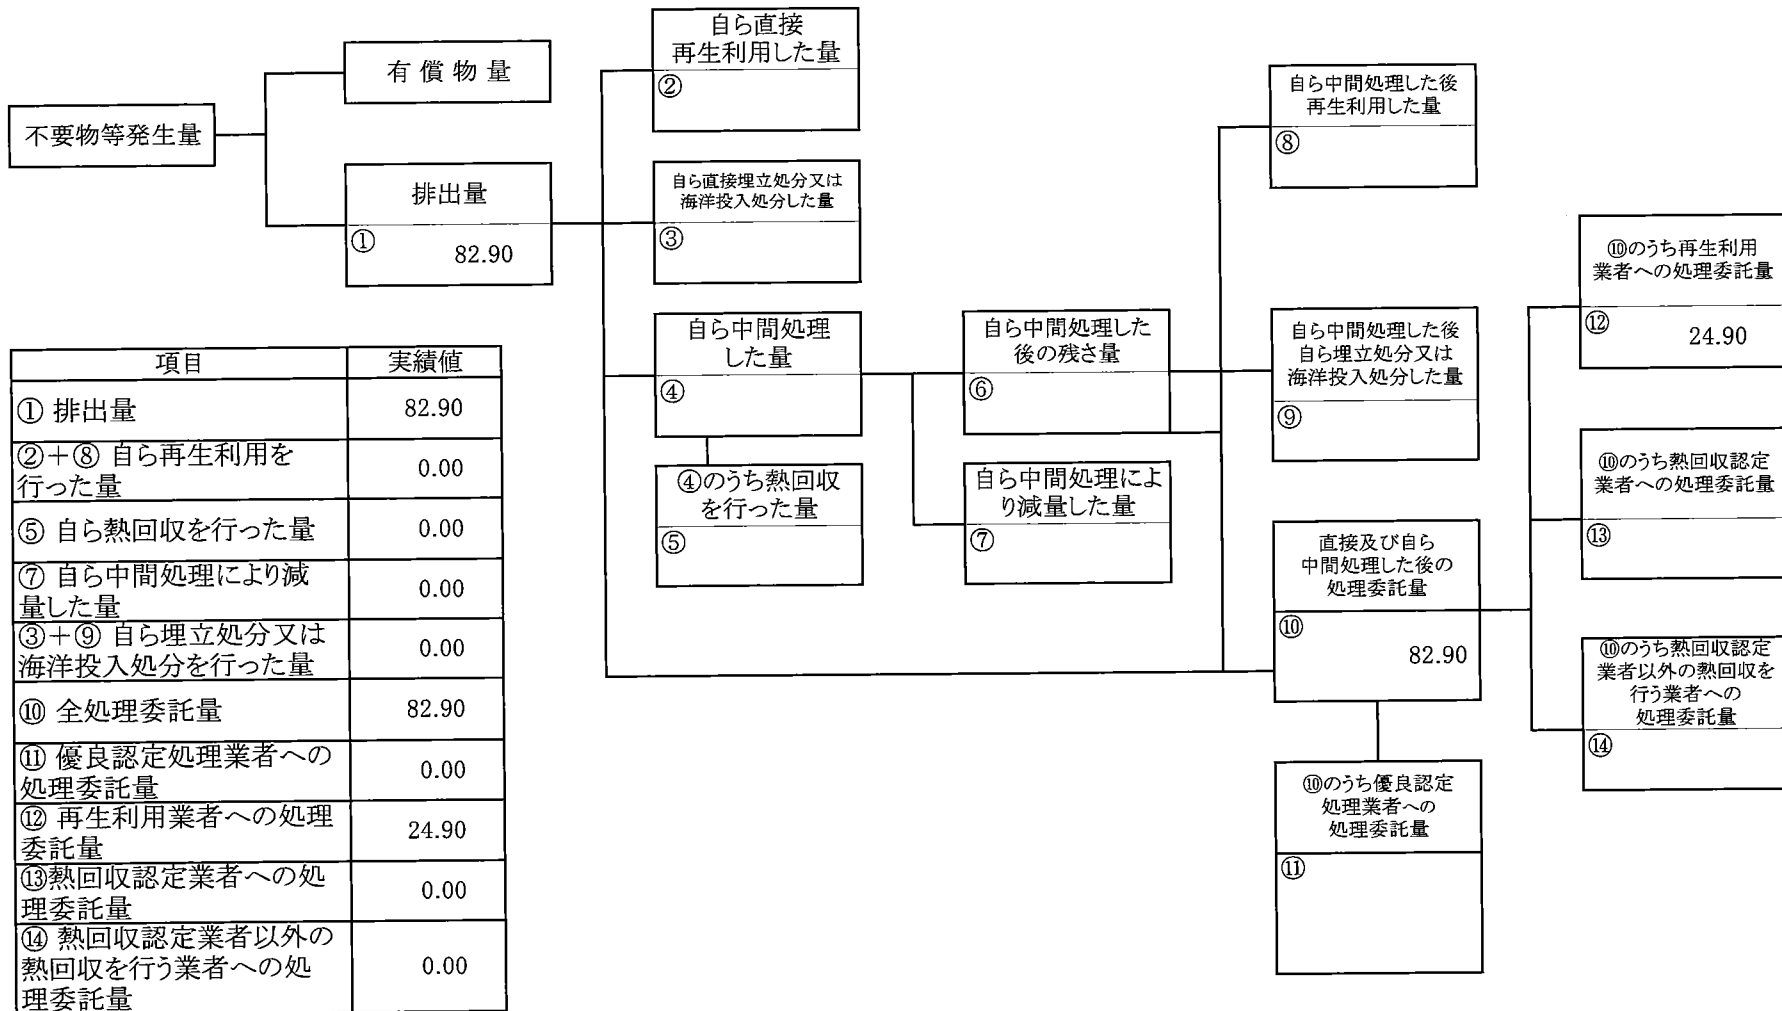 不要物等発生量
有償物量
排出量
①
82.90
自ら直接
再生利用した量
②
自ら直接埋立処分又は
海洋投入処分した量
③
自ら中間処理
した量
④
④のうち熱回収
を行った量
⑤
自ら中間処理した
後の残さ量
⑥
自ら中間処理によ
り減量した量
⑦
自ら中間処理した後
再生利用した量
⑧
自ら中間処理した後
自ら埋立処分又は
海洋投入処分した量
⑨
直接及び自ら
中間処理した後の
処理委託量
⑩
82.90
⑩のうち優良認定
処理業者への
処理委託量
⑪
⑩のうち再生利用
業者への処理委託量
⑫
24.90
⑩のうち熱回収認定
業者への処理委託量
⑬
⑩のうち熱回収認定
業者以外の熱回収を
行う業者への
処理委託量
⑭
項目 実績値
① 排出量 82.90
②+⑧ 自ら再生利用を
行った量 0.00
⑤ 自ら熱回収を行った量 0.00
⑦ 自ら中間処理により減
量した量 0.00
③+⑨ 自ら埋立処分又は
海洋投入処分を行った量 0.00
⑩ 全処理委託量 82.90
⑪ 優良認定処理業者への
処理委託量 0.00
⑫ 再生利用業者への処理
委託量 24.90
⑬熱回収認定業者への処
理委託量 0.00
⑭ 熱回収認定業者以外の
熱回収を行う業者への処
理委託量 0.00